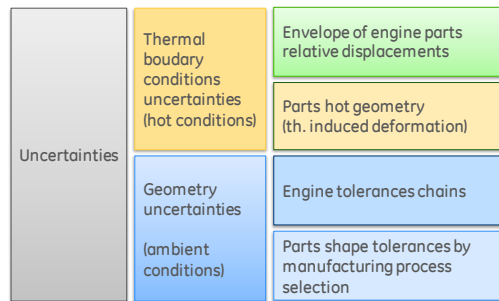 Uncertainties
Thermal
boudary
conditions
uncertainties
(hot conditions)
Geometry
uncertainties
(ambient
conditions)
Envelope of engine parts
relative displacements
Parts hot geometry
(th. induced deformation)
Engine tolerances chains
Parts shape tolerances by
manufacturing process
selection